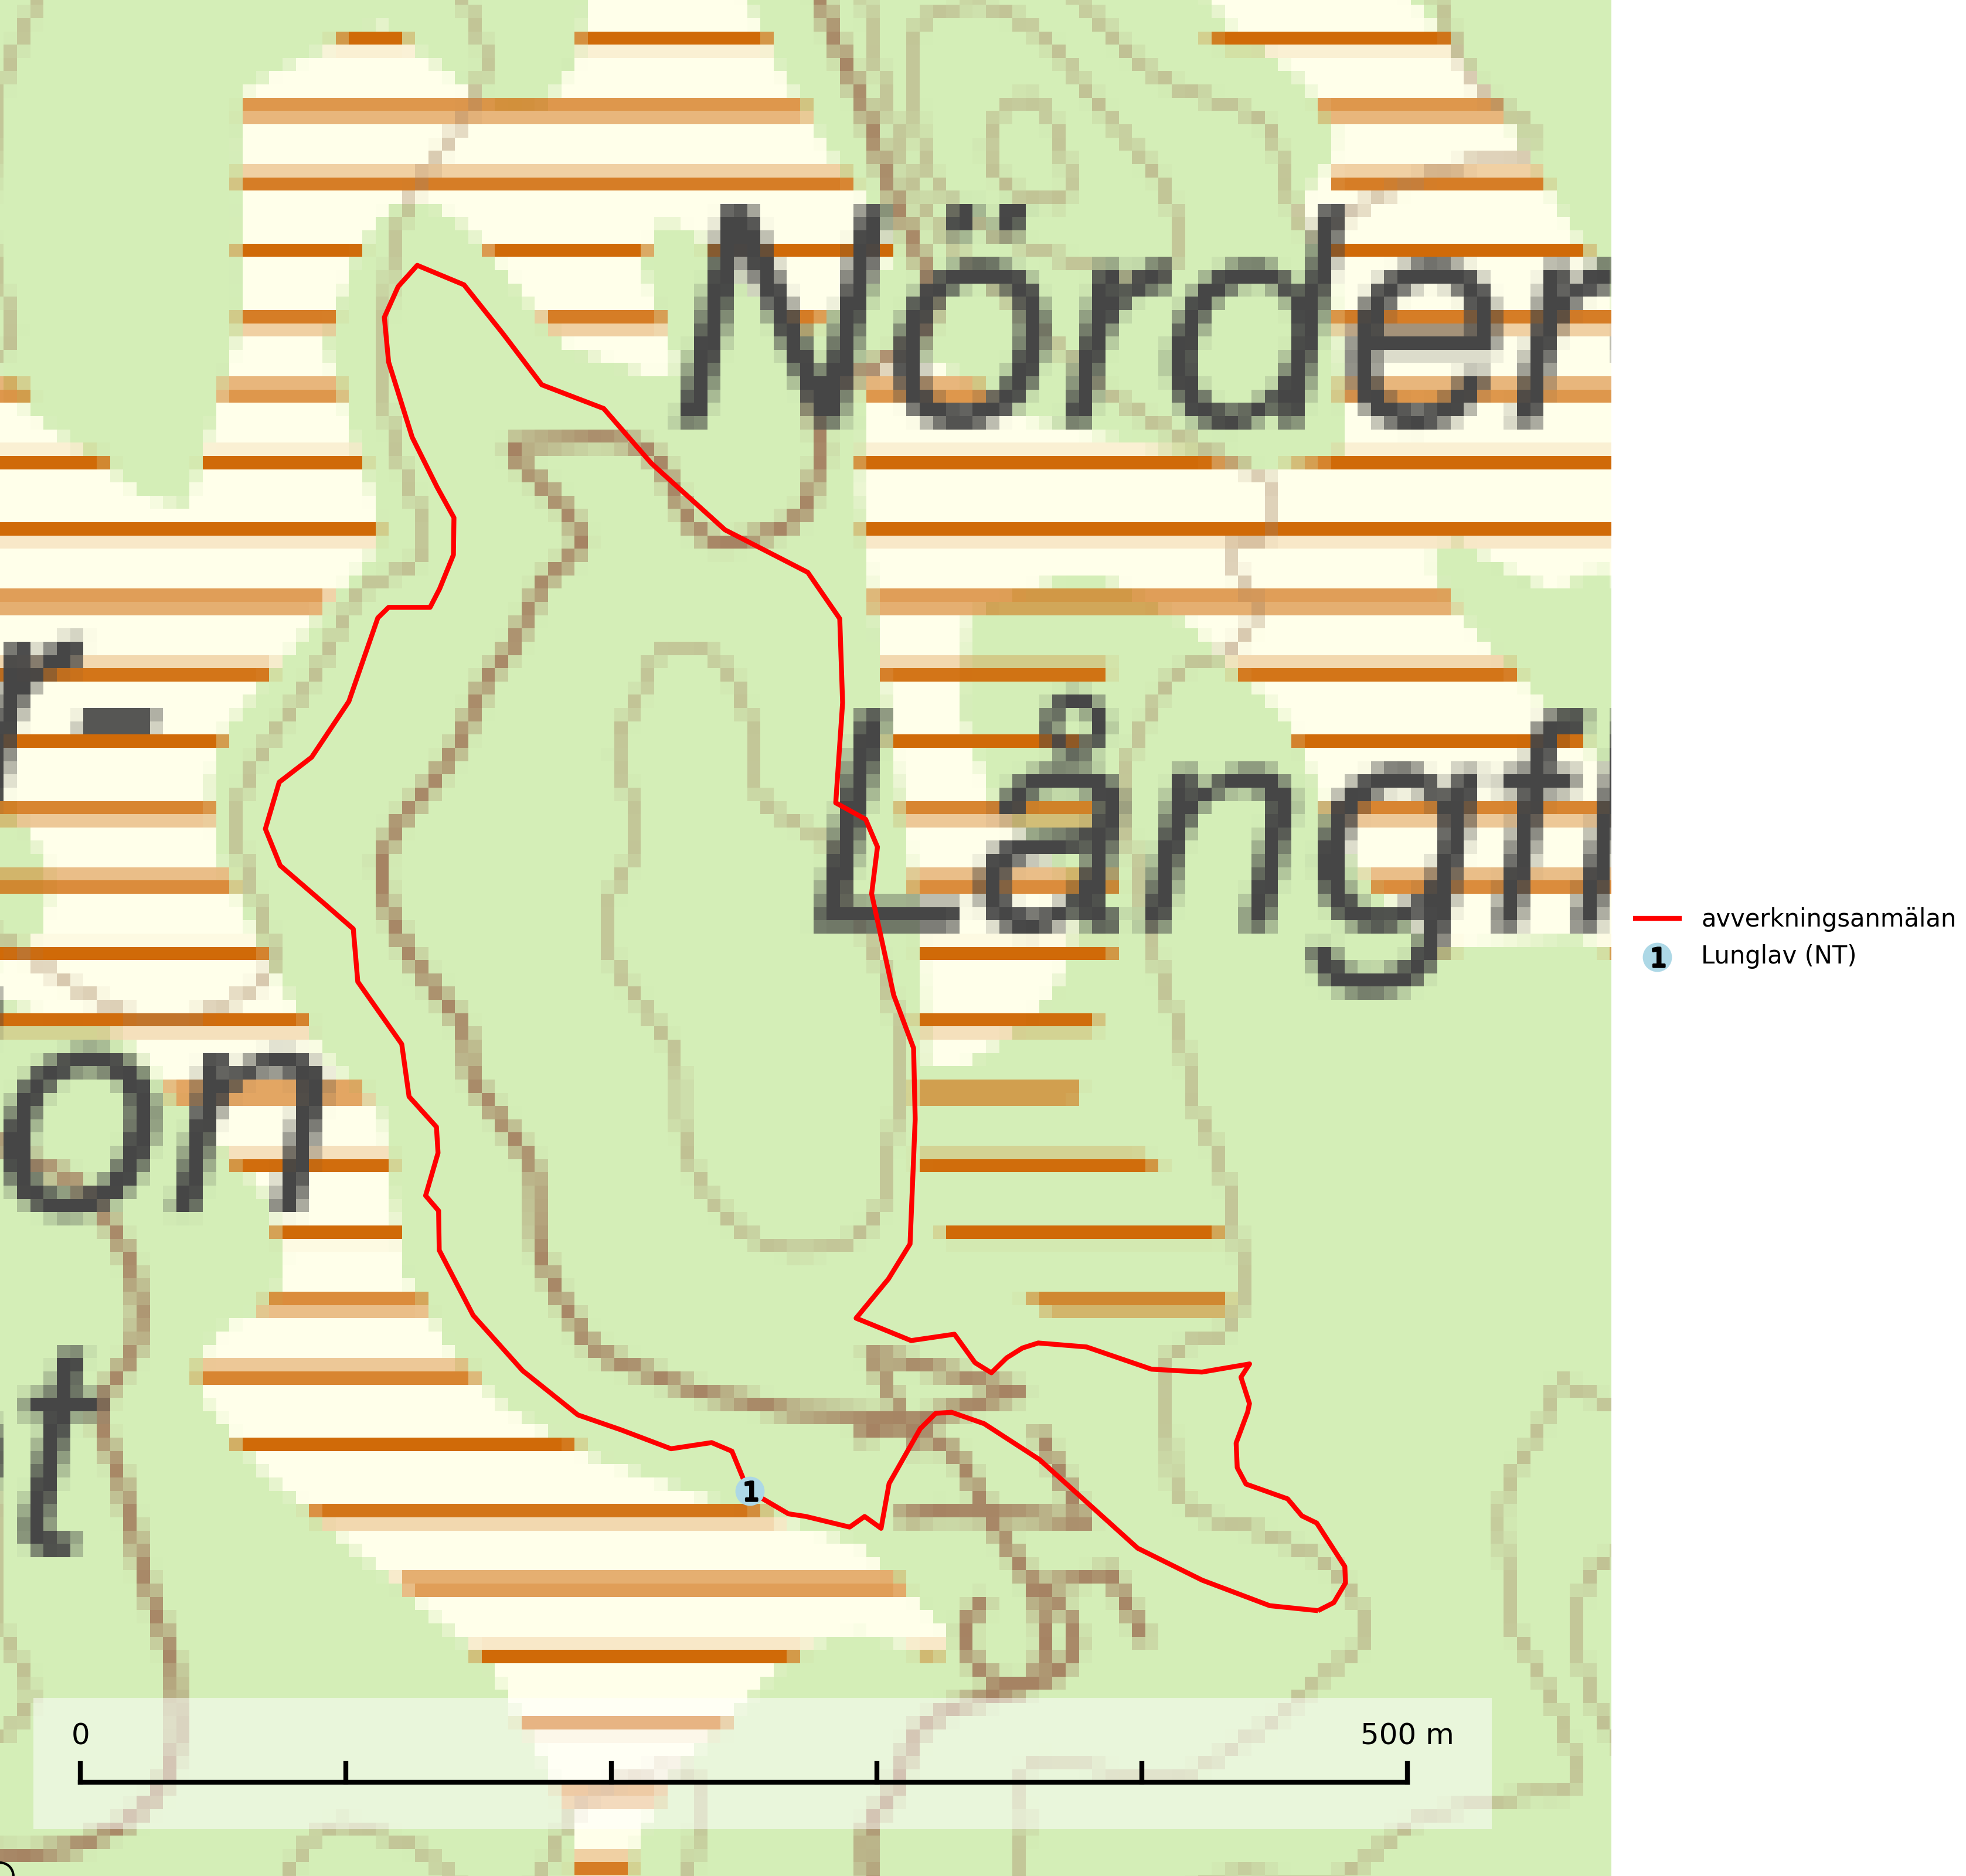 Nörder
r-
Långf
on
t
avverkningsanmälan
1 Lunglav (NT)
1
0 500 m